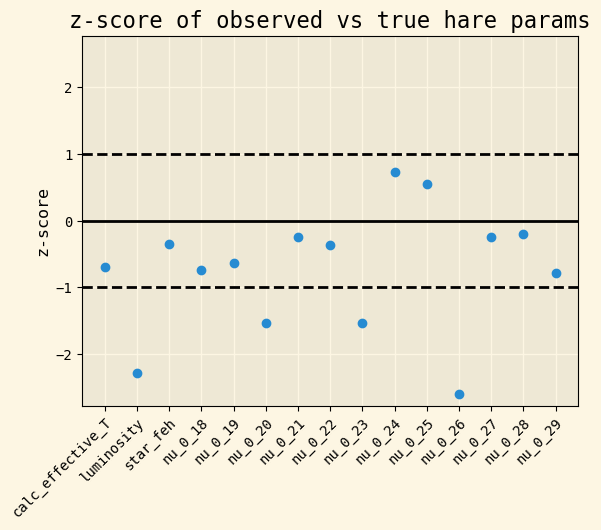 z-score of observed vs true hare params
z-score
2
1
0
−1
−2
calc_effective_T
luminosity
star_feh
nu_0_18
nu_0_19
nu_0_20
nu_0_21
nu_0_22
nu_0_23
nu_0_24
nu_0_25
nu_0_26
nu_0_27
nu_0_28
nu_0_29